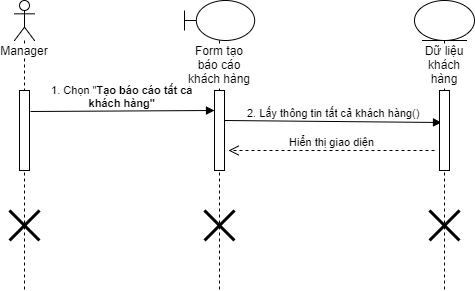 Manager
Form tạo
báo cáo
khách hàng
Dữ liệu
khách
hàng
1. Chọn "Tạo báo cáo tất cả
khách hàng"
2. Lấy thông tin tất cả khách hàng()
Hiển thị giao diện